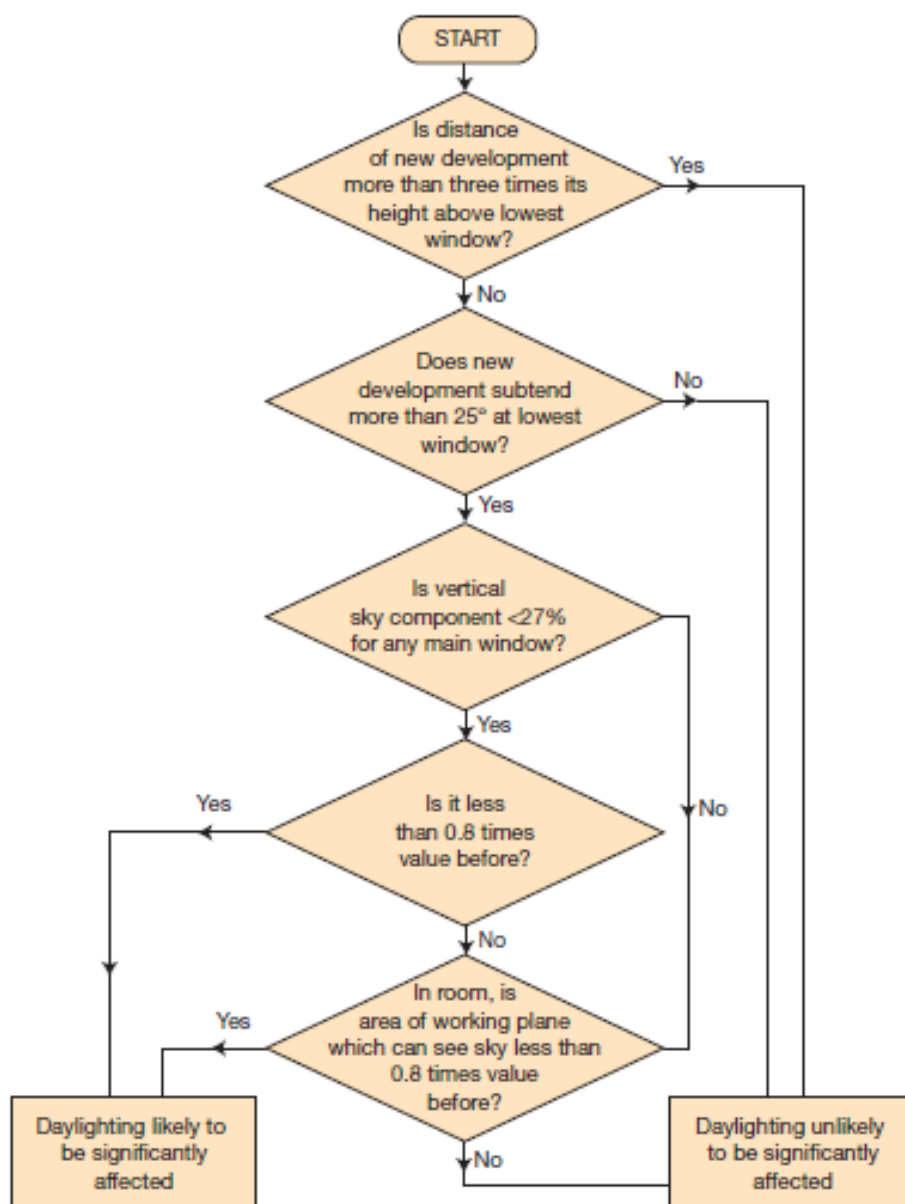 START
Is distance
of new development
more than three times its
height above lowest
window?
Yes
No
Does new
development subtend
more than 25° at lowest
window?
No
Yes
Is vertical
sky component <27%
for any main window?
No
Yes
Is it less
than 0.8 times
value before?
Yes
No
In room, is
area of working plane
which can see sky less than
0.8 times value
before?
Yes
No
Daylighting likely to
be significantly
affected
Daylighting unlikely
to be significantly
affected